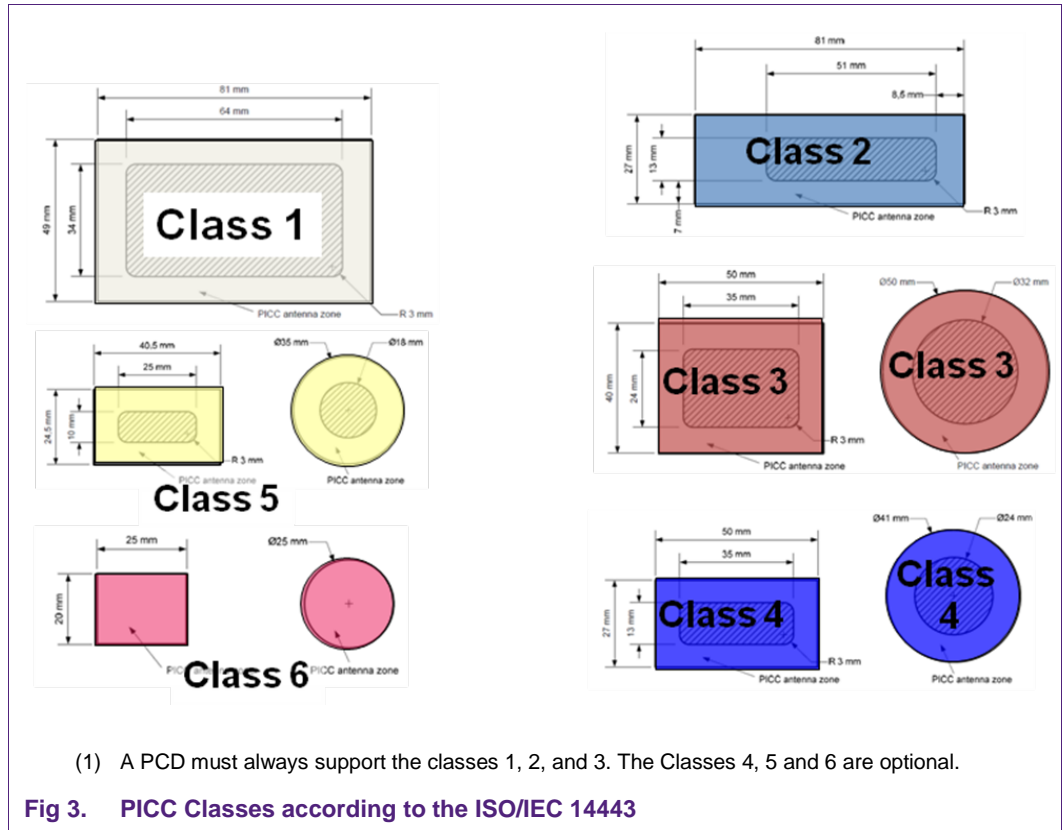 81 mm
64 mm
49 mm
34 mm
Class 1
PICC antenna zone
R 3 mm
81 mm
51 mm
8,5 mm
27 mm
13 mm
7 mm
Class 2
R 3 mm
PICC antenna zone
40.5 mm
25 mm
24.5 mm
10 mm
R 3 mm
PICC antenna zone
Ø35 mm
Ø18 mm
PICC antenna zone
Class 5
50 mm
35 mm
40 mm
24 mm
Class 3
R 3 mm
PICC antenna zone
Ø50 mm
Ø32 mm
Class 3
PICC antenna zone
25 mm
20 mm
Ø25 mm
PICC antenna zone
Class 6
50 mm
35 mm
27 mm
13 mm
Class 4
R 3 mm
PICC antenna zone
Ø41 mm
Ø24 mm
Class
4
PICC antenna zone
(1) A PCD must always support the classes 1, 2, and 3. The Classes 4, 5 and 6 are optional.
Fig 3. PICC Classes according to the ISO/IEC 14443